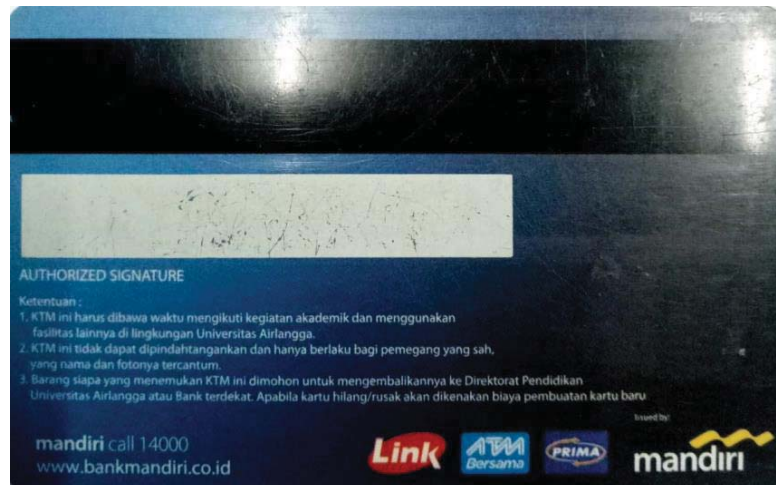 AUTHORIZED SIGNATURE
Ketentuan :
1. KTM ini harus dibawa waktu mengikuti kegiatan akademik dan menggunakan
fasilitas lainnya di lingkungan Universitas Airlangga.
2. KTM ini tidak dapat dipindahtangankan dan hanya berlaku bagi pemegang yang sah,
yang nama dan fotonya tercantum.
3. Barang siapa yang menemukan KTM ini dimohon untuk mengembalikannya ke Direktorat Pendidikan
Universitas Airlangga atau Bank terdekat. Apabila kartu hilang/rusak akan dikenakan biaya pembuatan kartu baru
Issued by:
mandiri call 14000
www.bankmandiri.co.id
Link
ATM
Bersama
PRIMA
mandiri